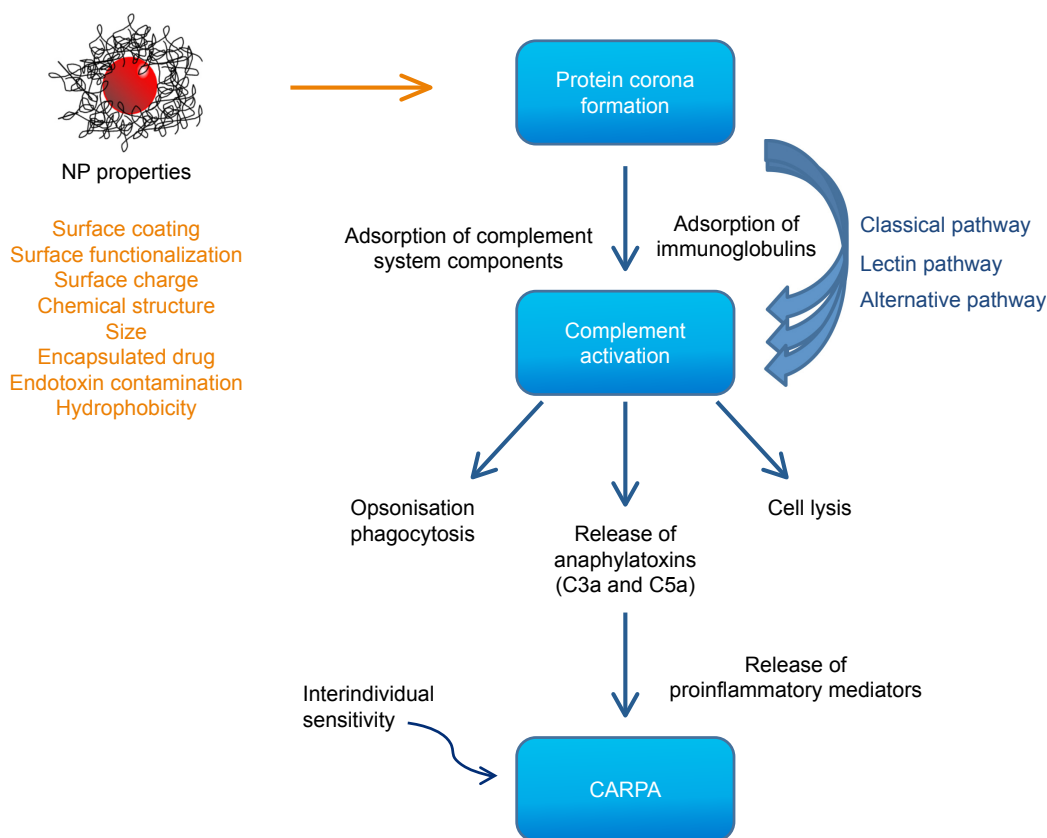 Protein corona
formation
NP properties
Surface coating
Surface functionalization
Surface charge
Chemical structure
Size
Encapsulated drug
Endotoxin contamination
Hydrophobicity
Adsorption of complement
system components
Adsorption of
immunoglobulins
Classical pathway
Lectin pathway
Alternative pathway
Complement
activation
Opsonisation
phagocytosis
Release of
anaphylatoxins
(C3a and C5a)
Cell lysis
Release of
proinflammatory mediators
Interindividual
sensitivity
CARPA